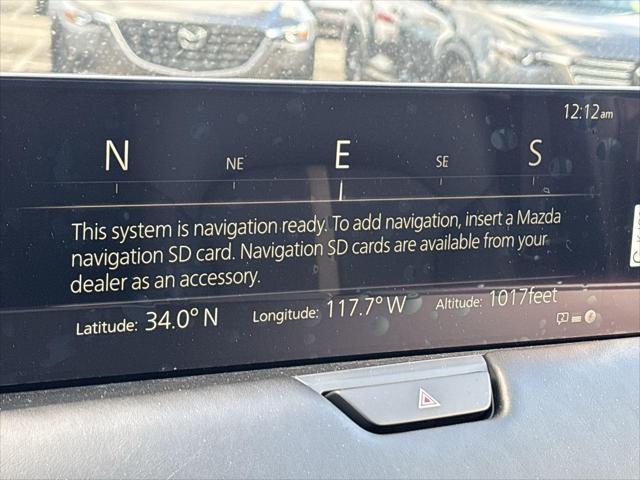 12:12am
N NE E SE S
This system is navigation ready. To add navigation, insert a Mazda
navigation SD card. Navigation SD cards are available from your
dealer as an accessory.
Latitude: 34.0° N Longitude: 117.7° W Altitude: 1017feet